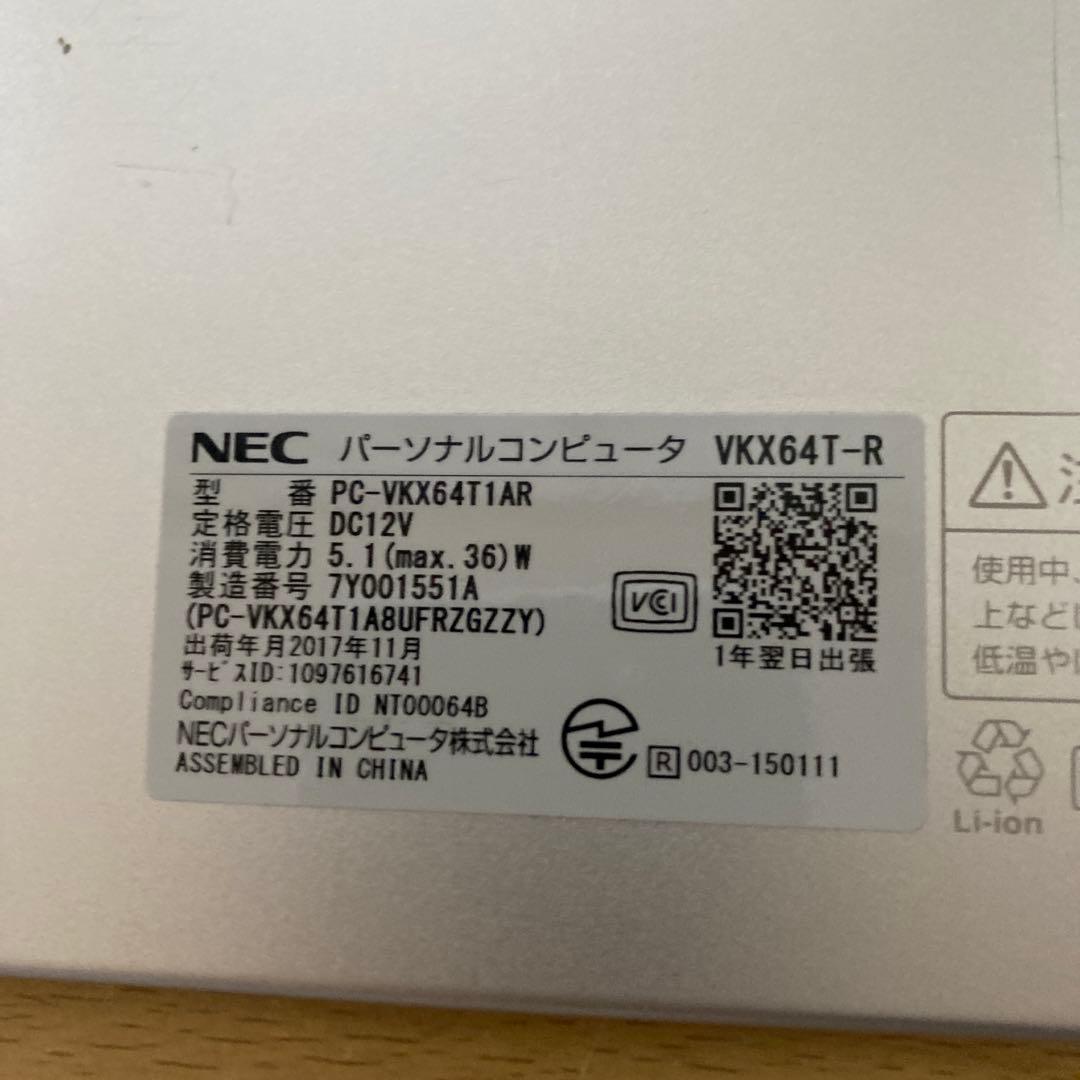 NEC パーソナルコンピュータ VKX64T-R
型 番 PC-VKX64T1AR
定格電圧 DC12V
消費電力 5.1(max.36)W
製造番号 7Y001551A
(PC-VKX64T1A8UFRZGZZY)
出荷年月2017年11月
サービスID:1097616741
Compliance ID NT00064B
NECパーソナルコンピュータ株式会社
ASSEMBLED IN CHINA
VCI
1年翌日出張
R 003-150111
使用中、
上など
低温や
Li-ion